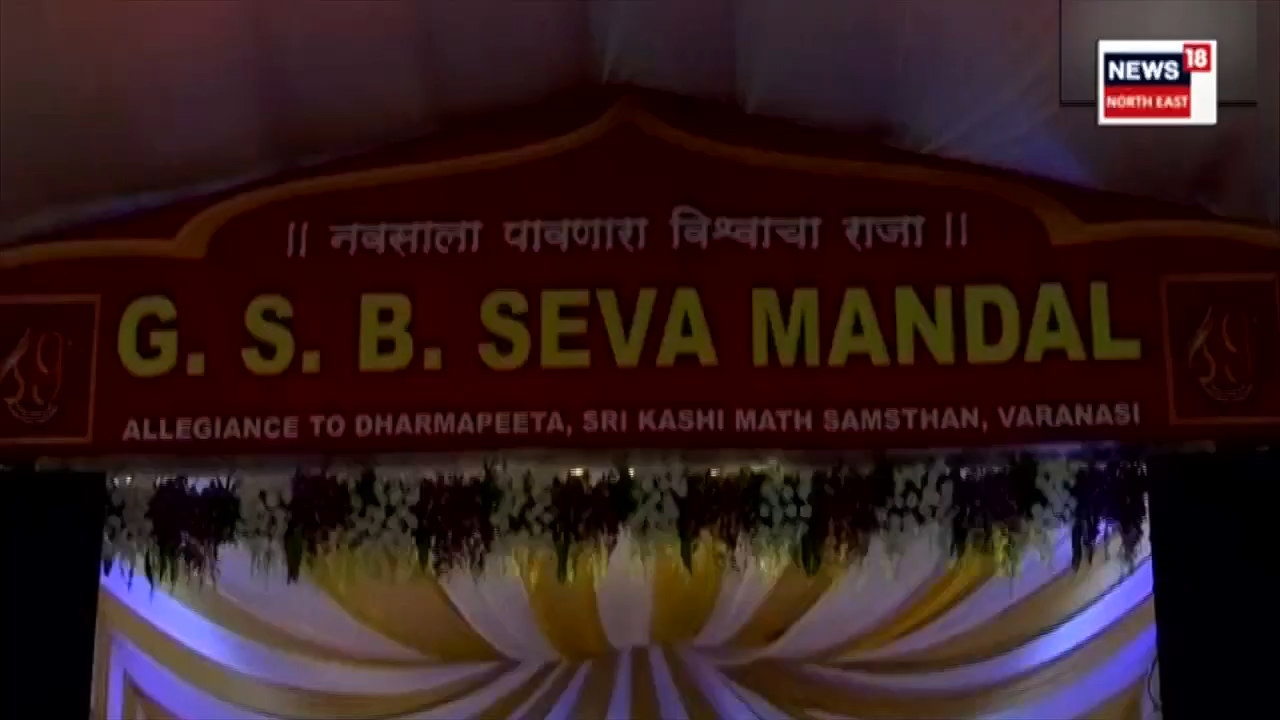 NEWS 18
NORTH EAST
|| नवसाला पावणारा विश्वाचा राजा ||
G. S. B. SEVA MANDAL
ALLEGIANCE TO DHARMAPEETA, SRI KASHI MATH SAMSTHAN, VARANASI